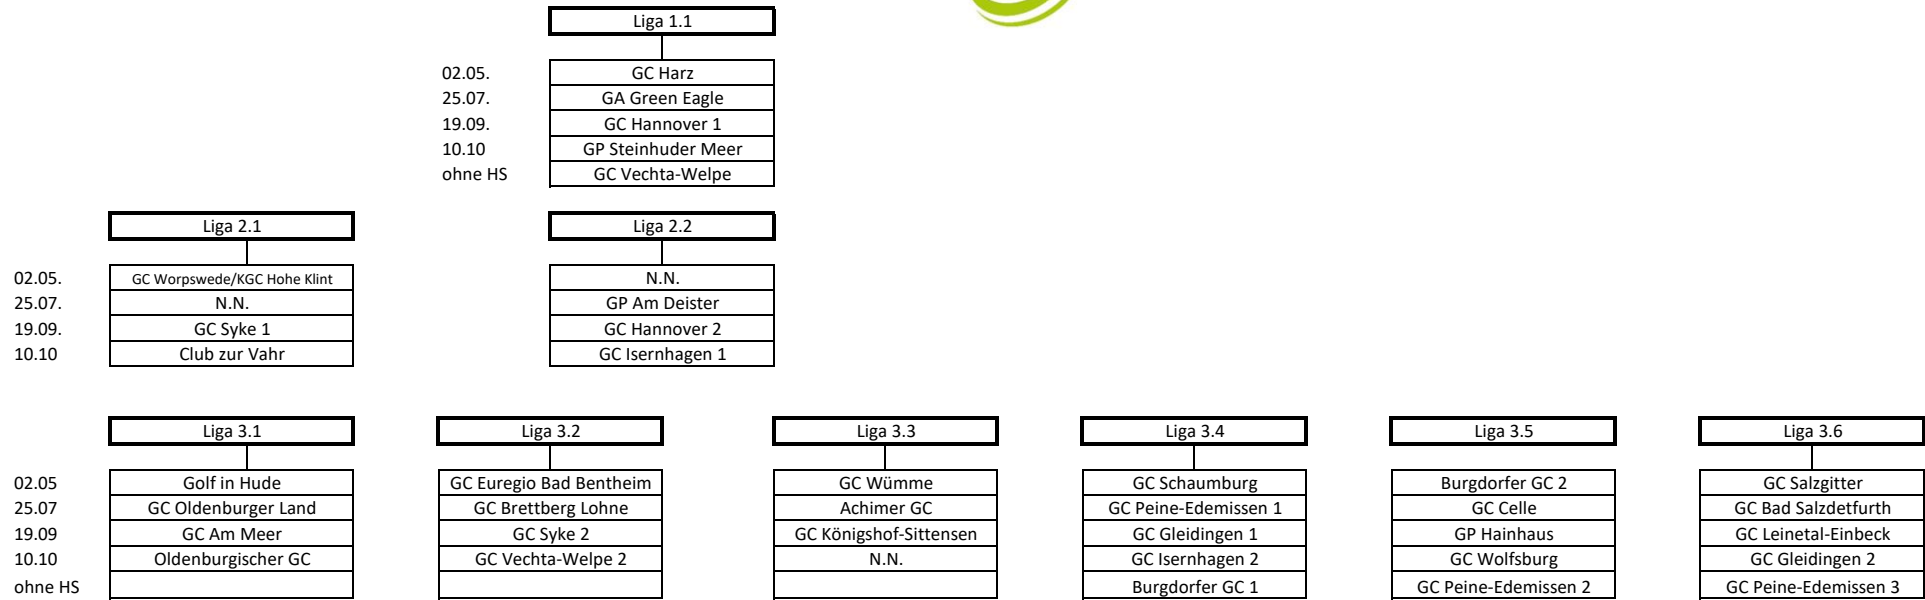 Liga 1.1
02.05. GC Harz
25.07. GA Green Eagle
19.09. GC Hannover 1
10.10 GP Steinhuder Meer
ohne HS GC Vechta-Welpe
Liga 2.1 Liga 2.2
02.05. GC Worpswede/KGC Hohe Klint N.N.
25.07. N.N. GP Am Deister
19.09. GC Syke 1 GC Hannover 2
10.10 Club zur Vahr GC Isernhagen 1
Liga 3.1 Liga 3.2 Liga 3.3 Liga 3.4 Liga 3.5 Liga 3.6
02.05 Golf in Hude GC Euregio Bad Bentheim GC Wümme GC Schaumburg Burgdorfer GC 2 GC Salzgitter
25.07 GC Oldenburger Land GC Brettberg Lohne Achimer GC GC Peine-Edemissen 1 GC Celle GC Bad Salzdetfurth
19.09 GC Am Meer GC Syke 2 GC Königshof-Sittensen GC Gleidingen 1 GP Hainhaus GC Leinetal-Einbeck
10.10 Oldenburgischer GC GC Vechta-Welpe 2 N.N. GC Isernhagen 2 GC Wolfsburg GC Gleidingen 2
ohne HS Burgdorfer GC 1 GC Peine-Edemissen 2 GC Peine-Edemissen 3